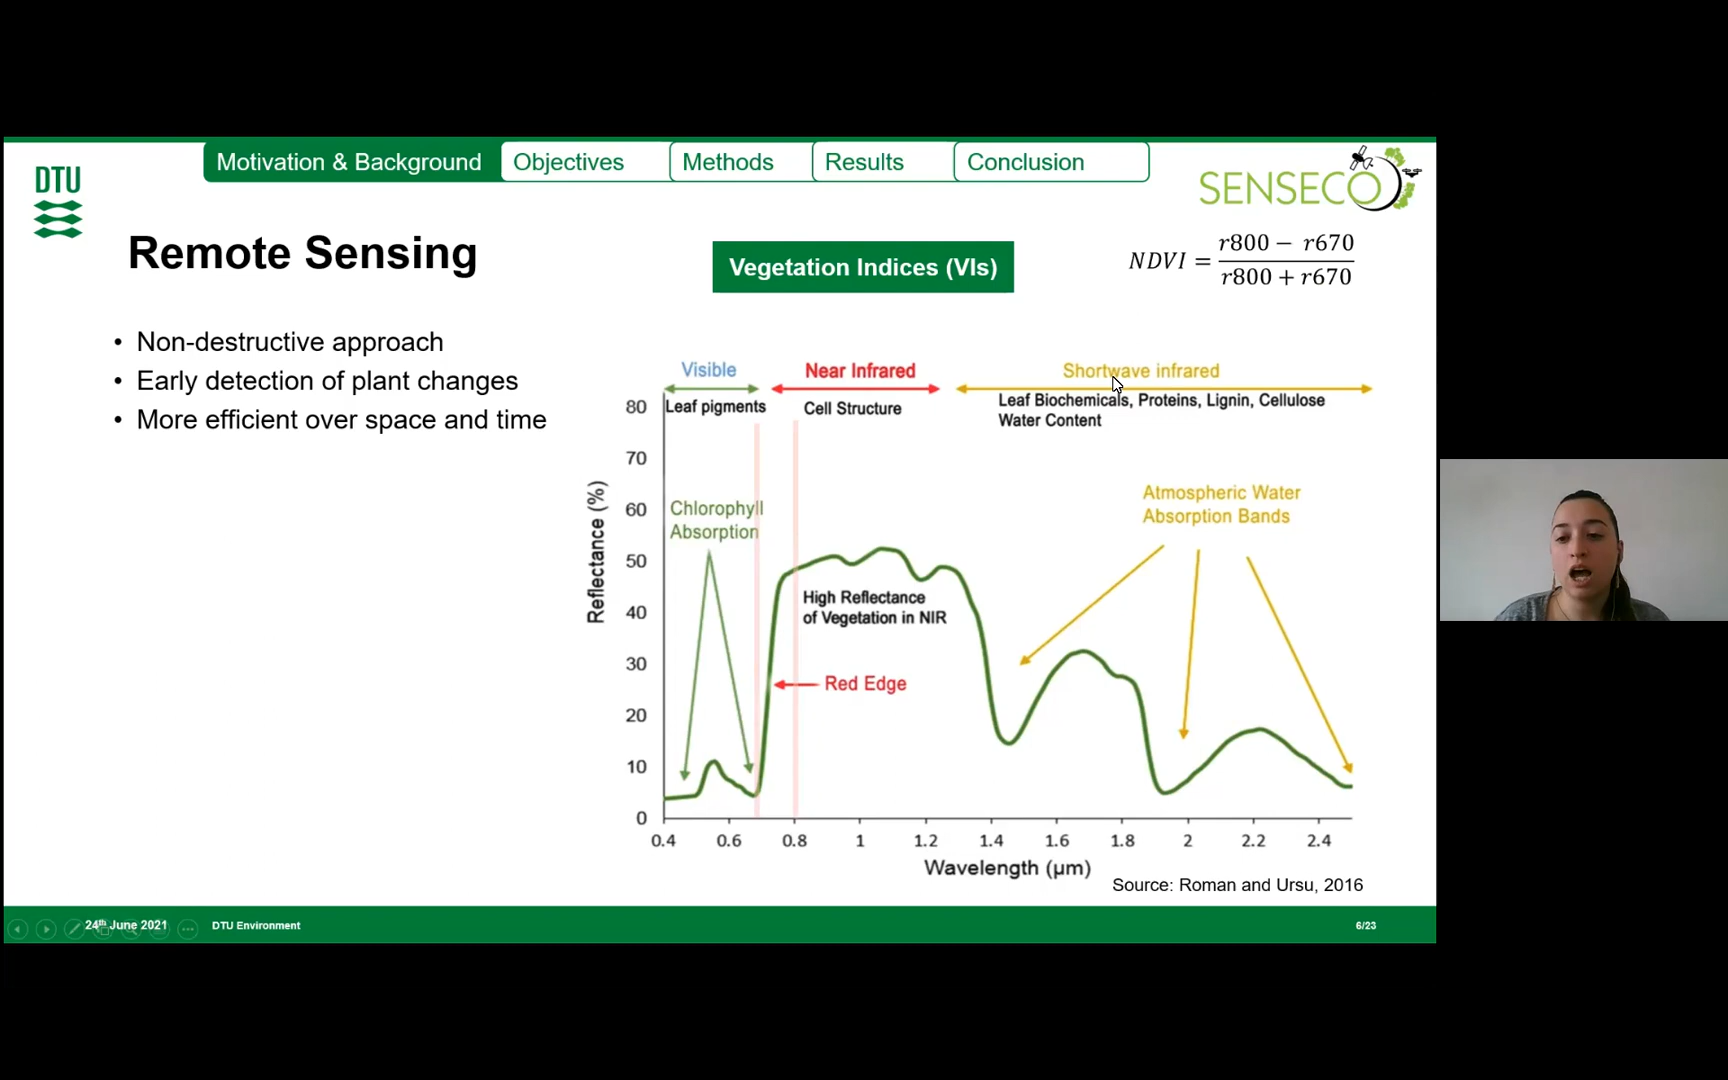 Motivation & Background
Objectives
Methods
Results
Conclusion
DTU
SENSECO
Remote Sensing
Vegetation Indices (VIs)
NDVI = r800 − r670 / r800 + r670
• Non-destructive approach
• Early detection of plant changes
• More efficient over space and time
Visible
Near Infrared
Shortwave infrared
Leaf pigments
Cell Structure
Leaf Biochemicals, Proteins, Lignin, Cellulose
Water Content
80
70
60
50
40
30
20
10
0
Reflectance (%)
Chlorophyll
Absorption
Atmospheric Water
Absorption Bands
High Reflectance
of Vegetation in NIR
Red Edge
0.4 0.6 0.8 1 1.2 1.4 1.6 1.8 2 2.2 2.4
Wavelength (μm)
Source: Roman and Ursu, 2016
24th June 2021
DTU Environment
6/23